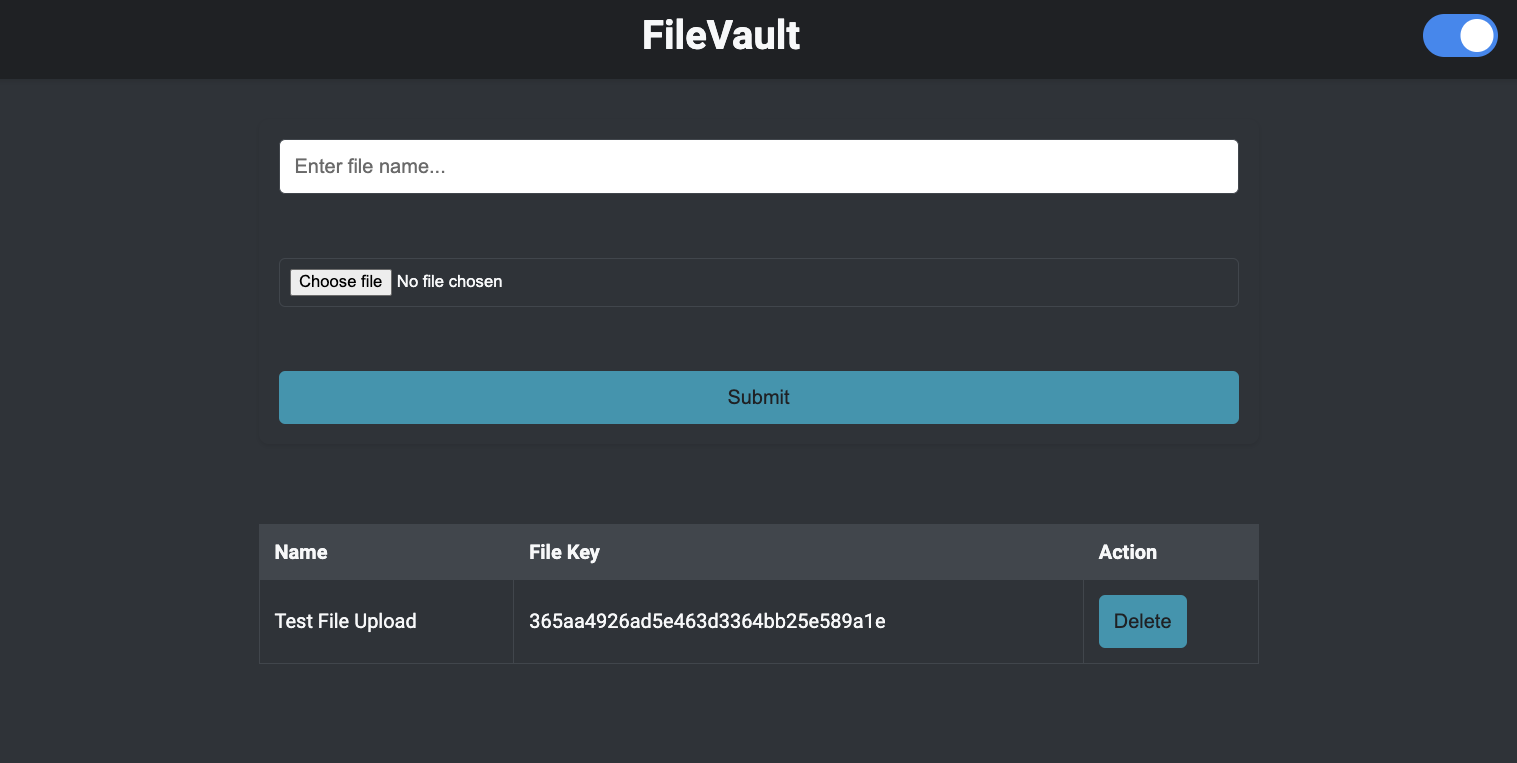 FileVault
Enter file name...
Choose file No file chosen
Submit
Name File Key Action
Test File Upload 365aa4926ad5e463d3364bb25e589a1e Delete